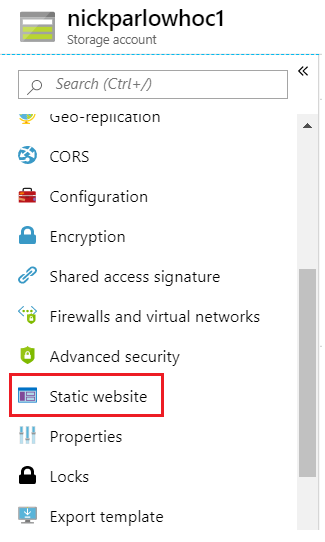 nickparlowhoc1
Storage account
«
Search (Ctrl+/)
Geo-replication
CORS
Configuration
Encryption
Shared access signature
Firewalls and virtual networks
Advanced security
Static website
Properties
Locks
Export template